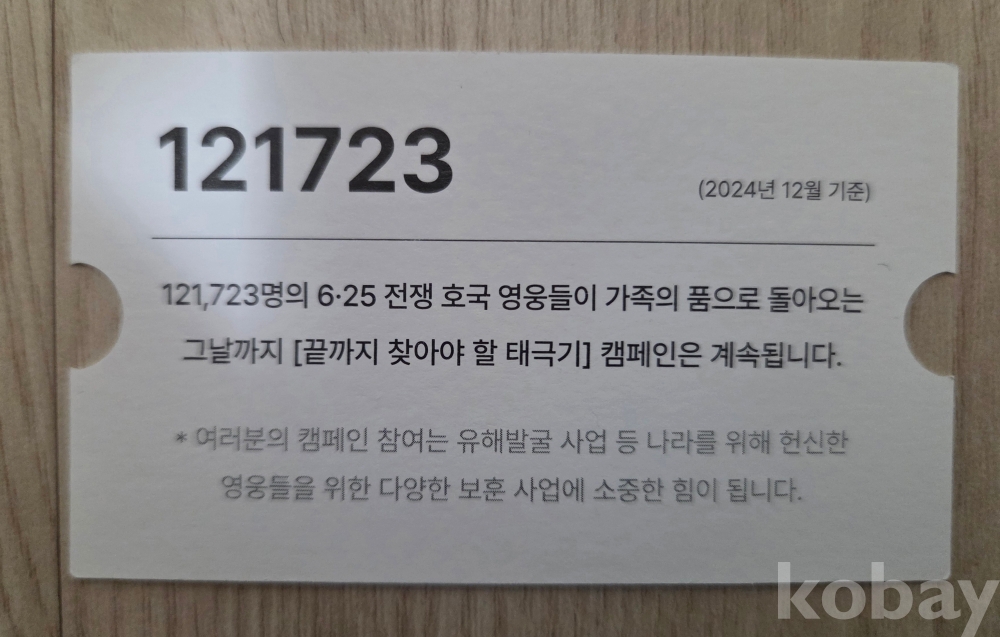 121723
(2024년 12월 기준)
121,723명의 6·25 전쟁 호국 영웅들이 가족의 품으로 돌아오는
그날까지 [끝까지 찾아야 할 태극기] 캠페인은 계속됩니다.
* 여러분의 캠페인 참여는 유해발굴 사업 등 나라를 위해 헌신한
영웅들을 위한 다양한 보훈 사업에 소중한 힘이 됩니다.
kobay